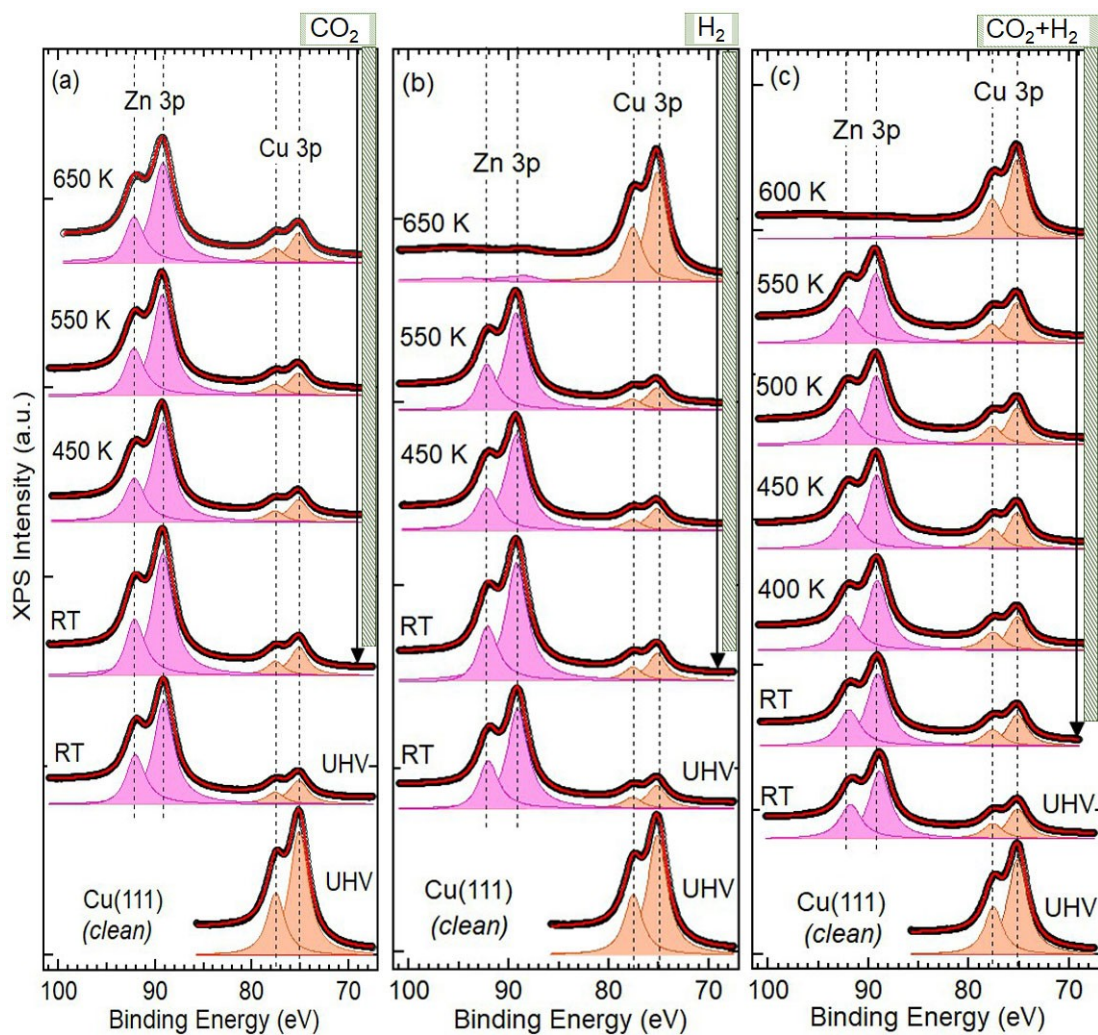 CO₂
(a)
Zn 3p
Cu 3p
650 K
550 K
450 K
RT
RT
UHV
UHV
Cu(111)
(clean)
100 90 80 70
Binding Energy (eV)
XPS Intensity (a.u.)
H₂
(b)
Cu 3p
Zn 3p
650 K
550 K
450 K
RT
RT
UHV
Cu(111)
UHV
(clean)
100 90 80 70
Binding Energy (eV)
CO₂+H₂
(c)
Cu 3p
Zn 3p
600 K
550 K
500 K
450 K
400 K
RT
RT
UHV
Cu(111)
UHV
(clean)
100 90 80 70
Binding Energy (eV)